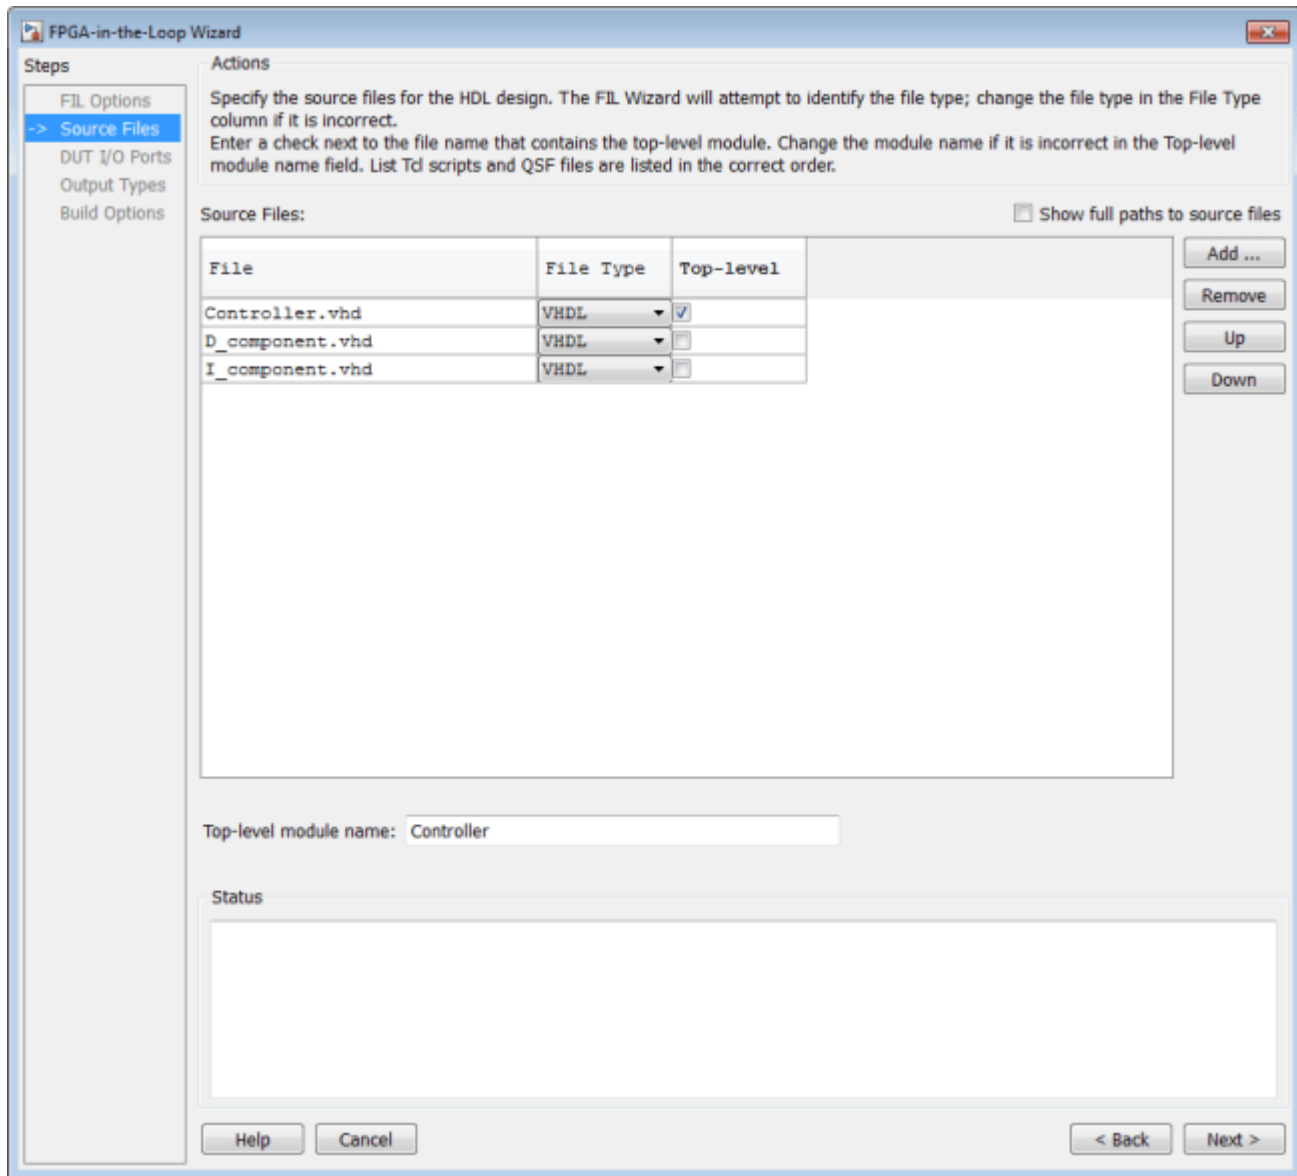 FPGA-in-the-Loop Wizard
Steps
FIL Options
-> Source Files
DUT I/O Ports
Output Types
Build Options
Actions
Specify the source files for the HDL design. The FIL Wizard will attempt to identify the file type; change the file type in the File Type
column if it is incorrect.
Enter a check next to the file name that contains the top-level module. Change the module name if it is incorrect in the Top-level
module name field. List Tcl scripts and QSF files are listed in the correct order.
Source Files:
Show full paths to source files
File File Type Top-level
Controller.vhd VHDL
D_component.vhd VHDL
I_component.vhd VHDL
Add ...
Remove
Up
Down
Top-level module name: Controller
Status
Help Cancel < Back Next >